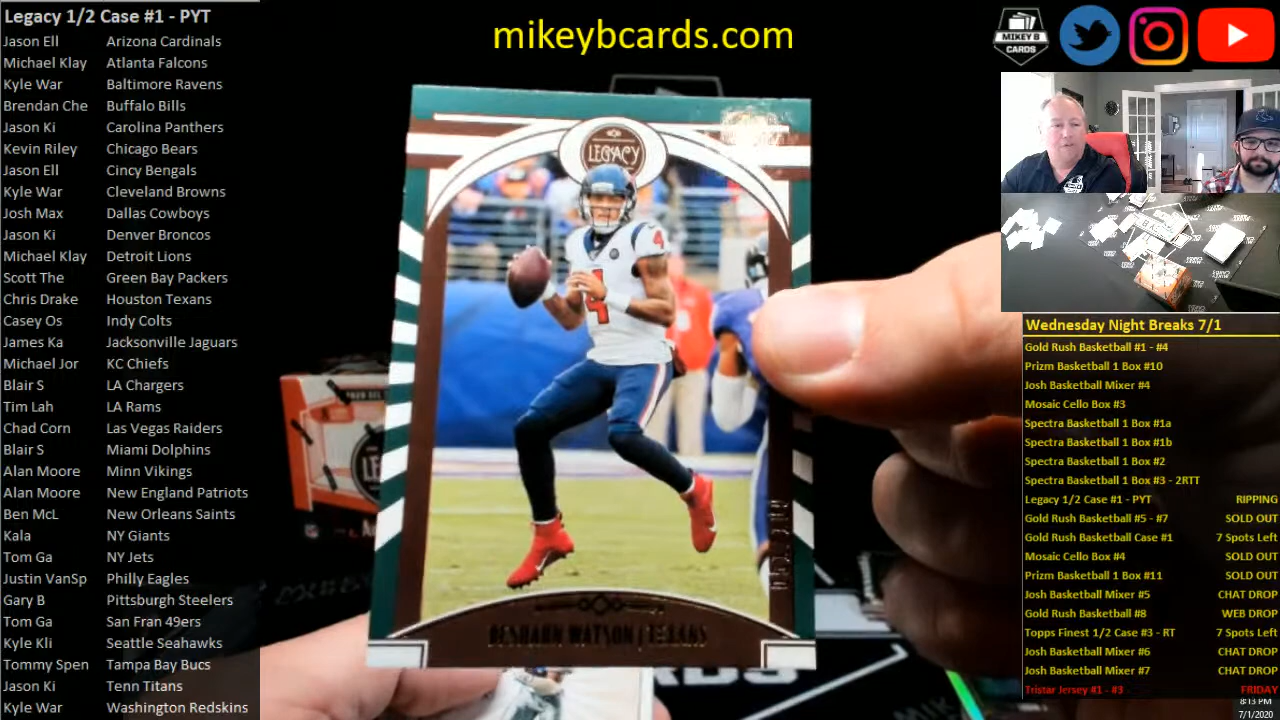 Legacy 1/2 Case #1 - PYT
Jason Ell Arizona Cardinals
Michael Klay Atlanta Falcons
Kyle War Baltimore Ravens
Brendan Che Buffalo Bills
Jason Ki Carolina Panthers
Kevin Riley Chicago Bears
Jason Ell Cincy Bengals
Kyle War Cleveland Browns
Josh Max Dallas Cowboys
Jason Ki Denver Broncos
Michael Klay Detroit Lions
Scott The Green Bay Packers
Chris Drake Houston Texans
Casey Os Indy Colts
James Ka Jacksonville Jaguars
Michael Jor KC Chiefs
Blair S LA Chargers
Tim Lah LA Rams
Chad Corn Las Vegas Raiders
Blair S Miami Dolphins
Alan Moore Minn Vikings
Alan Moore New England Patriots
Ben McL New Orleans Saints
Kala NY Giants
Tom Ga NY Jets
Justin VanSp Philly Eagles
Gary B Pittsburgh Steelers
Tom Ga San Fran 49ers
Kyle Kli Seattle Seahawks
Tommy Spen Tampa Bay Bucs
Jason Ki Tenn Titans
Kyle War Washington Redskins
mikeybcards.com
LEGACY
4
4
DESHAUN WATSON | TEXANS
MIKEY B
CARDS
Wednesday Night Breaks 7/1
Gold Rush Basketball #1 - #4
Prizm Basketball 1 Box #10
Josh Basketball Mixer #4
Mosaic Cello Box #3
Spectra Basketball 1 Box #1a
Spectra Basketball 1 Box #1b
Spectra Basketball 1 Box #2
Spectra Basketball 1 Box #3 - 2RTT
Legacy 1/2 Case #1 - PYT RIPPING
Gold Rush Basketball #5 - #7 SOLD OUT
Gold Rush Basketball Case #1 7 Spots Left
Mosaic Cello Box #4 SOLD OUT
Prizm Basketball 1 Box #11 SOLD OUT
Josh Basketball Mixer #5 CHAT DROP
Gold Rush Basketball #8 WEB DROP
Topps Finest 1/2 Case #3 - RT 7 Spots Left
Josh Basketball Mixer #6 CHAT DROP
Josh Basketball Mixer #7 CHAT DROP
Tristar Jersey #1 - #3 FRIDAY
8:13 PM
7/1/2020